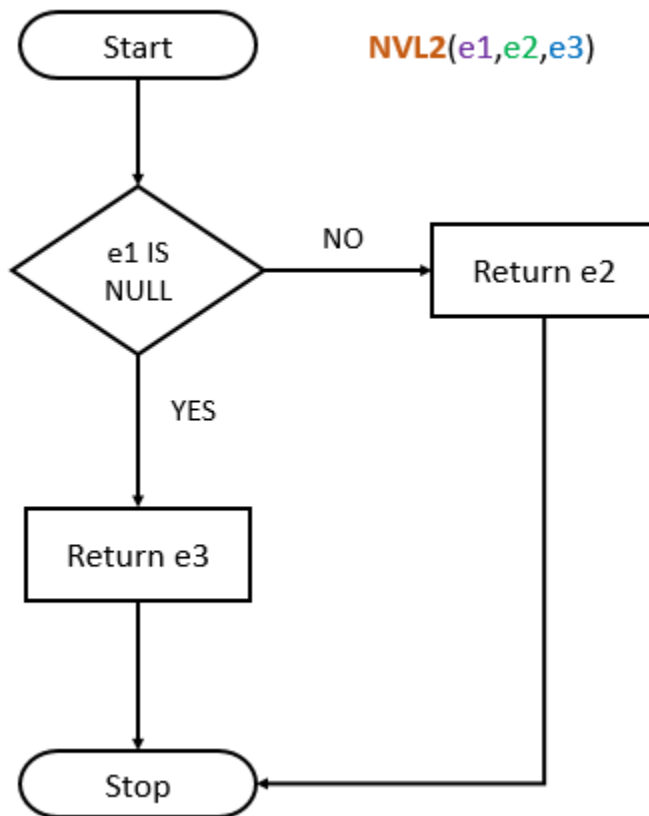 Start
NVL2(e1,e2,e3)
e1 IS
NULL
NO
Return e2
YES
Return e3
Stop